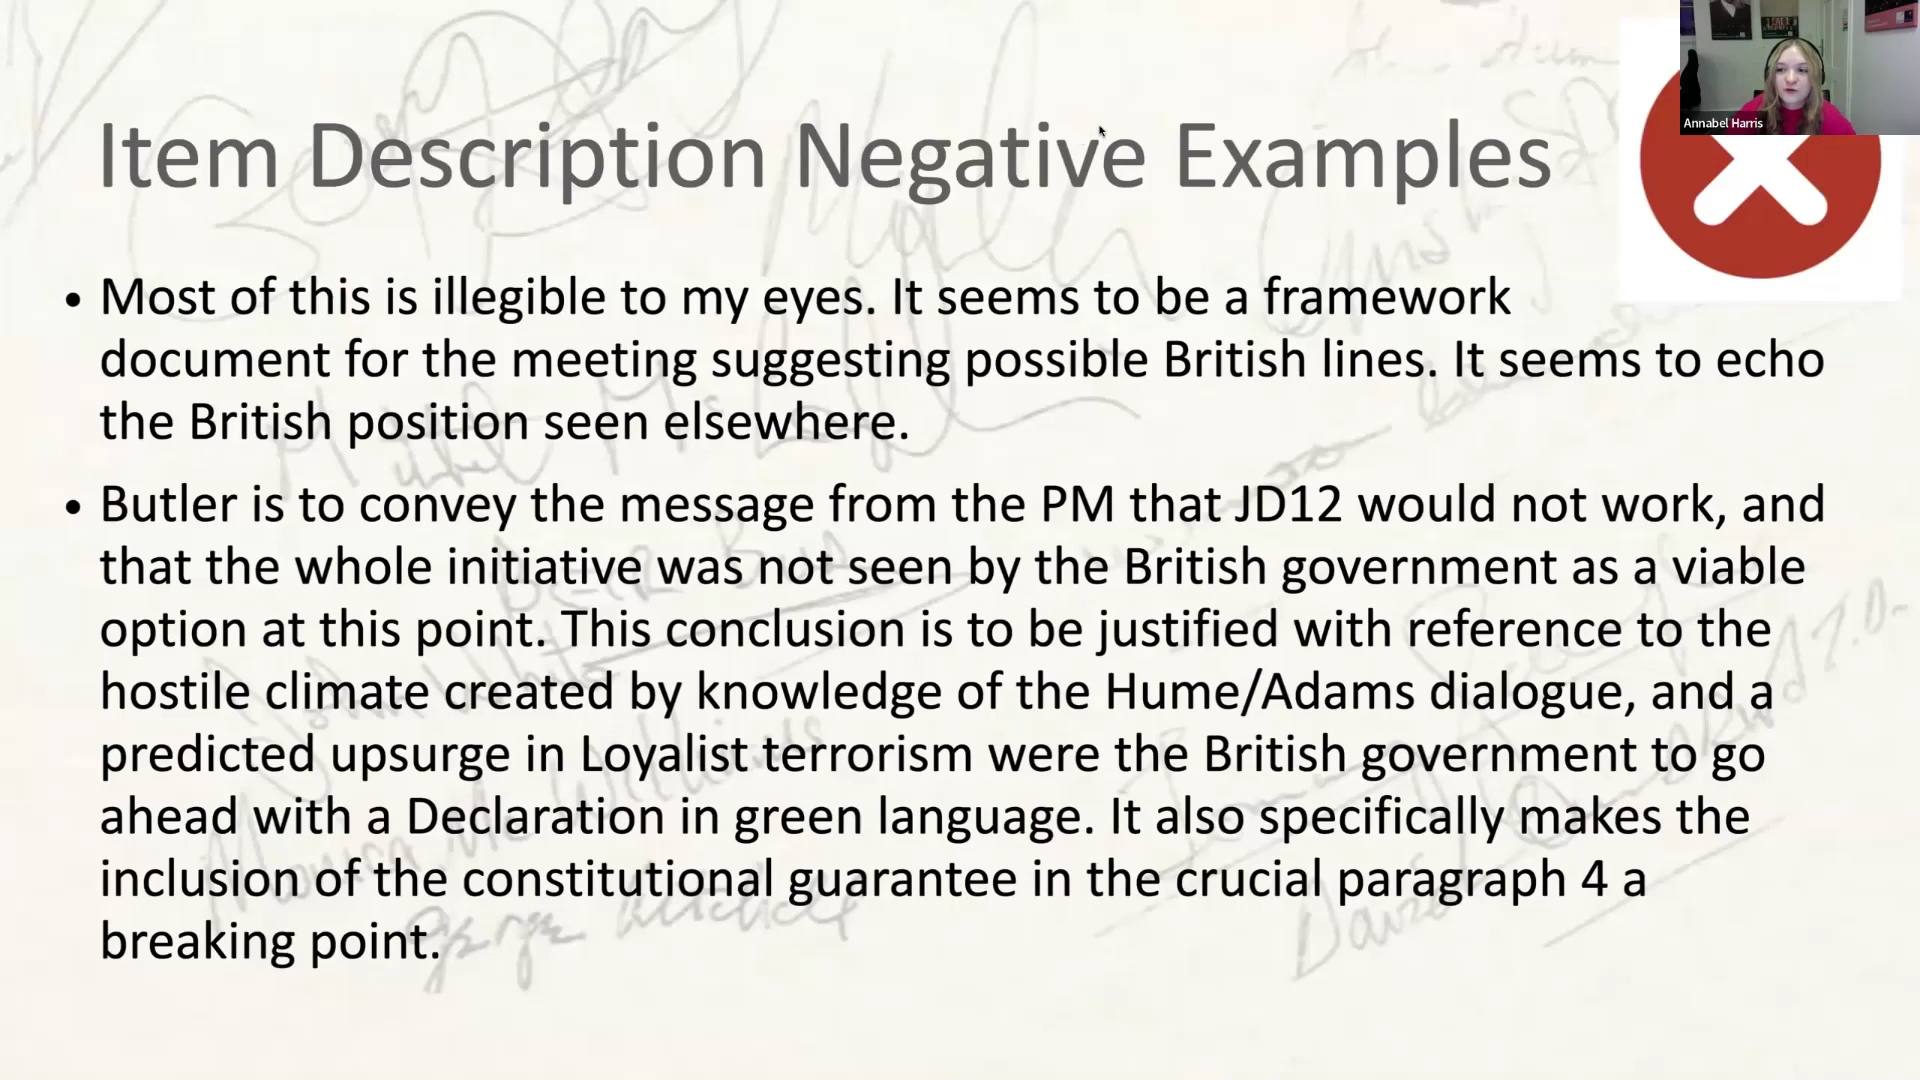 Annabel Harris
Item Description Negative Examples
• Most of this is illegible to my eyes. It seems to be a framework
document for the meeting suggesting possible British lines. It seems to echo
the British position seen elsewhere.
• Butler is to convey the message from the PM that JD12 would not work, and
that the whole initiative was not seen by the British government as a viable
option at this point. This conclusion is to be justified with reference to the
hostile climate created by knowledge of the Hume/Adams dialogue, and a
predicted upsurge in Loyalist terrorism were the British government to go
ahead with a Declaration in green language. It also specifically makes the
inclusion of the constitutional guarantee in the crucial paragraph 4 a
breaking point.